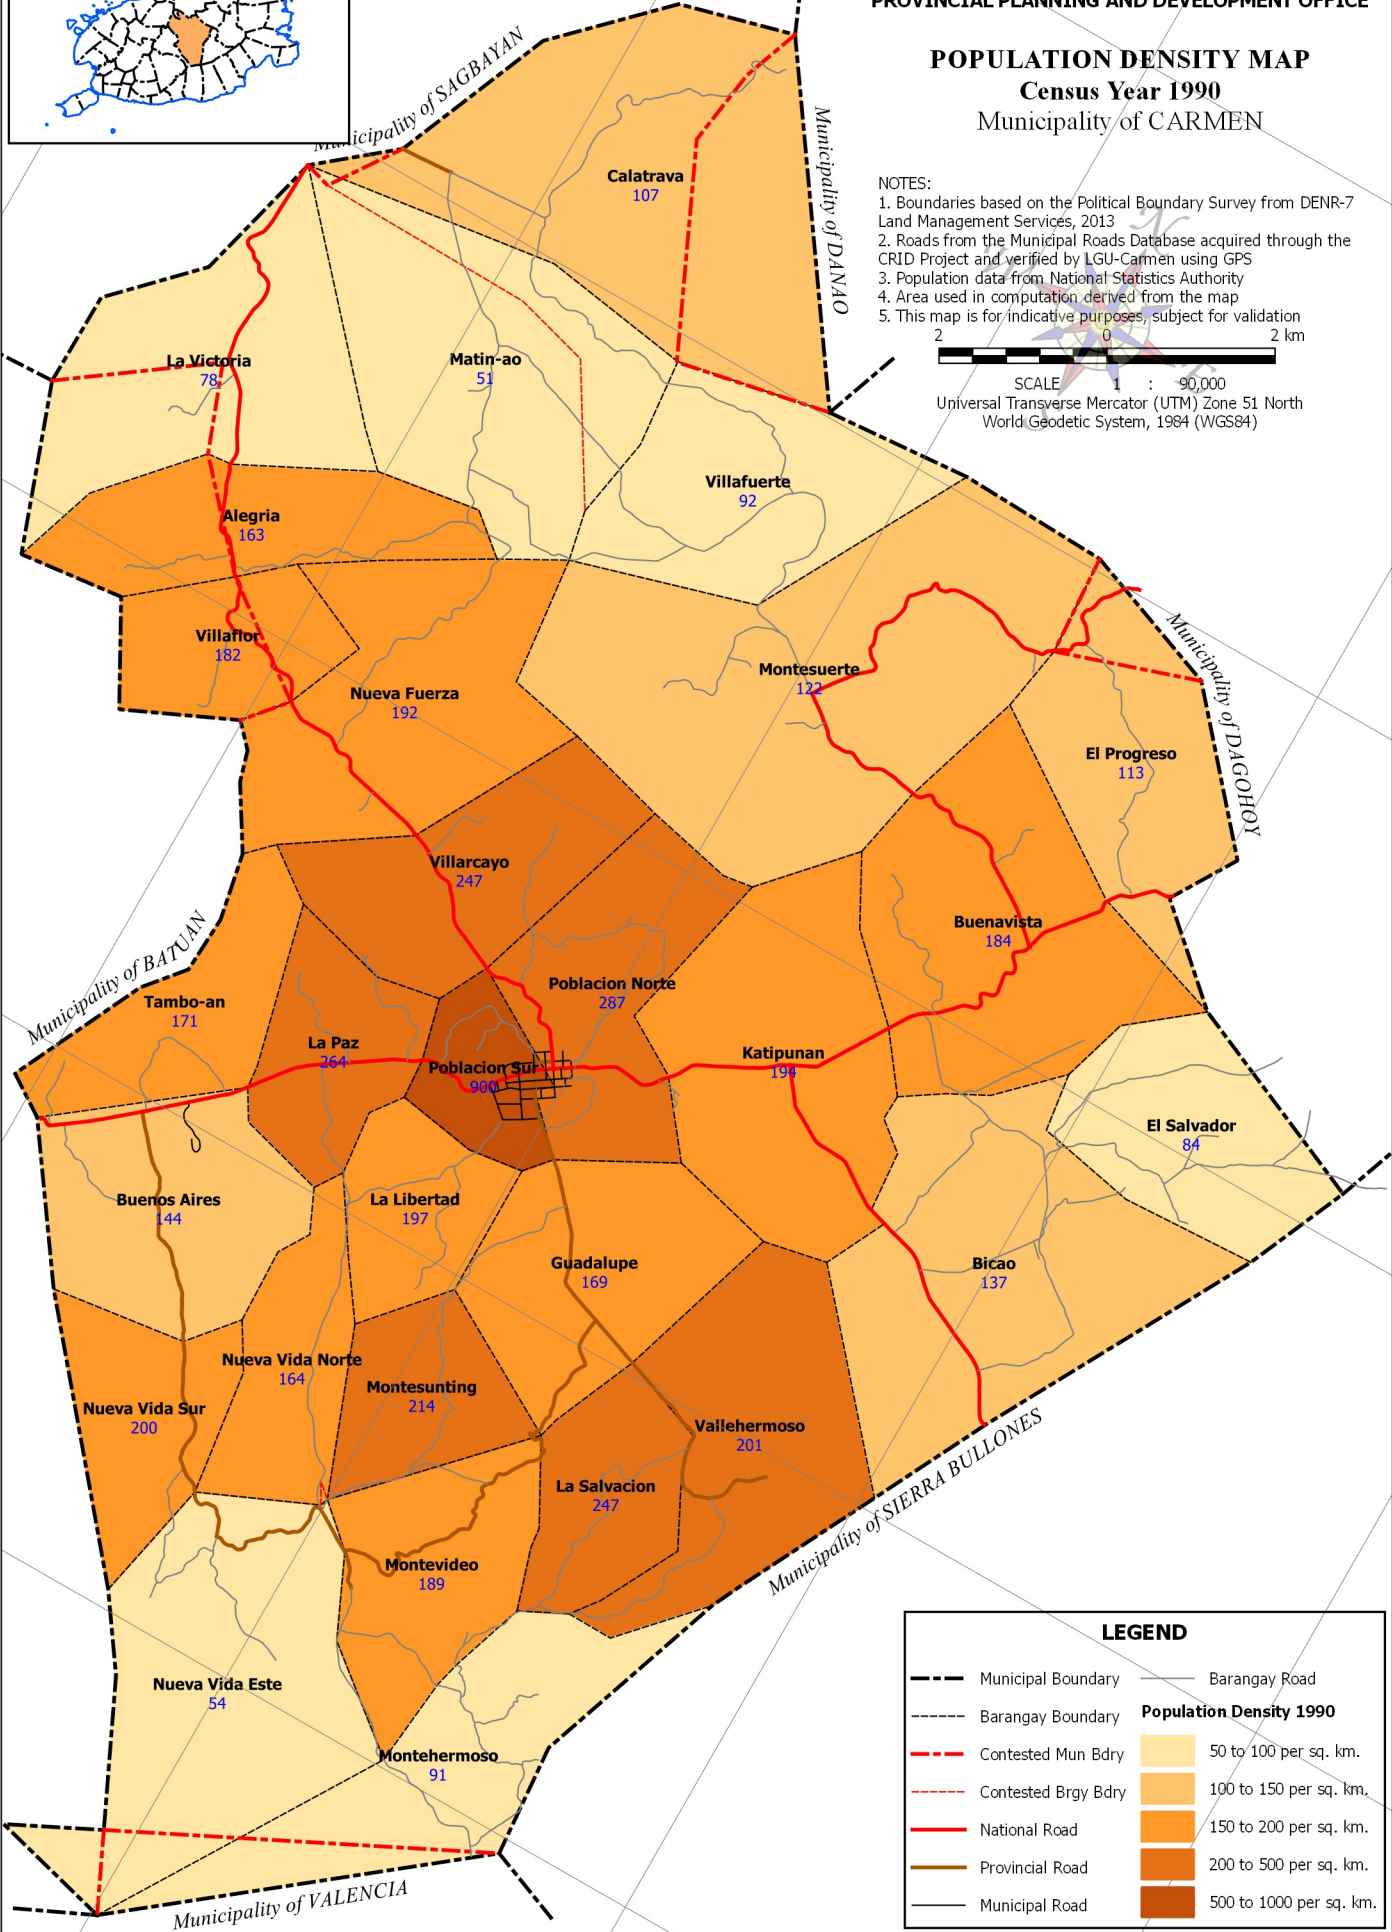 PROVINCIAL PLANNING AND DEVELOPMENT OFFICE
POPULATION DENSITY MAP
Census Year 1990
Municipality of CARMEN
NOTES:
1. Boundaries based on the Political Boundary Survey from DENR-7
Land Management Services, 2013
2. Roads from the Municipal Roads Database acquired through the
CRID Project and verified by LGU-Carmen using GPS
3. Population data from National Statistics Authority
4. Area used in computation derived from the map
5. This map is for indicative purposes, subject for validation
2 0 2 km
SCALE 1 : 90,000
Universal Transverse Mercator (UTM) Zone 51 North
World Geodetic System, 1984 (WGS84)
N
W
E
S
Municipality of SAGBAYAN
Municipality of DANAO
Calatrava
107
La Victoria
78
Matin-ao
51
Villafuerte
92
Alegria
163
Villaflor
182
Nueva Fuerza
192
Montesuerte
122
Municipality of DAGOHOY
El Progreso
113
Villarcayo
247
Buenavista
184
Municipality of BATUAN
Tambo-an
171
Poblacion Norte
287
La Paz
264
Poblacion Sur
900
Katipunan
194
El Salvador
84
Buenos Aires
144
La Libertad
197
Guadalupe
169
Bicao
137
Nueva Vida Norte
164
Montesunting
214
Nueva Vida Sur
200
Vallehermoso
201
La Salvacion
247
Municipality of SIERRA BULLONES
Montevideo
189
Nueva Vida Este
54
Montehermoso
91
Municipality of VALENCIA
LEGEND
Municipal Boundary
Barangay Boundary
Contested Mun Bdry
Contested Brgy Bdry
National Road
Provincial Road
Municipal Road
Barangay Road
Population Density 1990
50 to 100 per sq. km.
100 to 150 per sq. km.
150 to 200 per sq. km.
200 to 500 per sq. km.
500 to 1000 per sq. km.